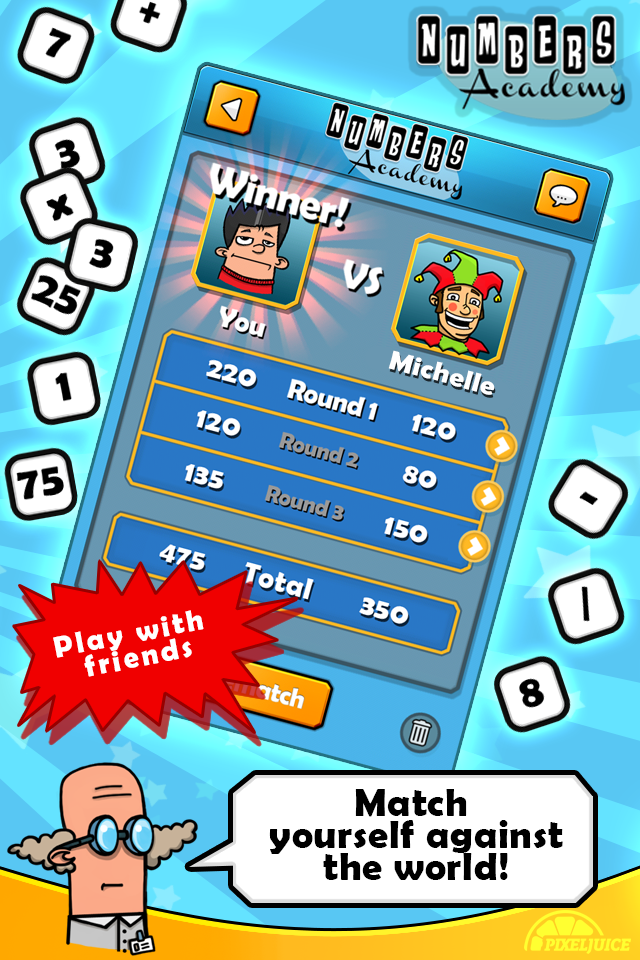 7
+
NUMBERS
Academy
NUMBERS
Academy
3
x
3
25
1
75
Winner!
You
VS
Michelle
220 Round 1 120
120 Round 2 80
135 Round 3 150
475 Total 350
-
/
8
Play with
friends
match
Match
yourself against
the world!
PIXELJUICE